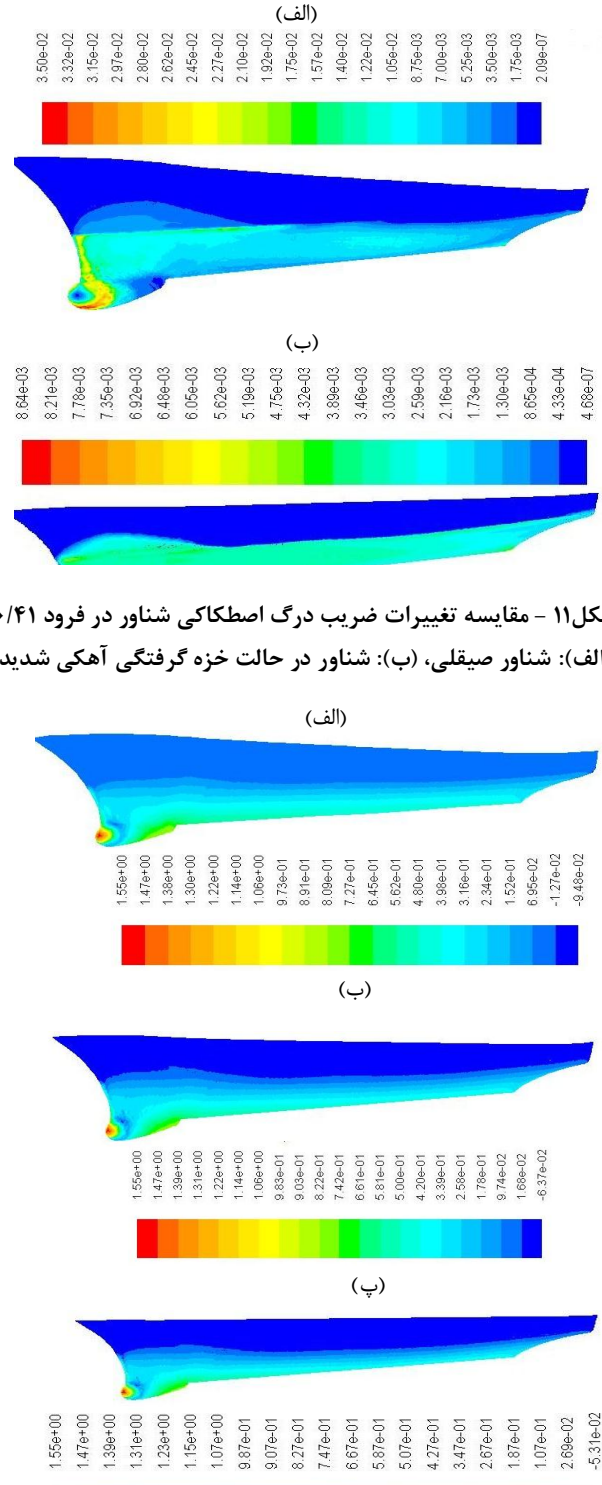 (الف)
3.50e-02
3.32e-02
3.15e-02
2.97e-02
2.80e-02
2.62e-02
2.45e-02
2.27e-02
2.10e-02
1.92e-02
1.75e-02
1.57e-02
1.40e-02
1.22e-02
1.05e-02
8.75e-03
7.00e-03
5.25e-03
3.50e-03
1.75e-03
2.09e-07
(ب)
8.64e-03
8.21e-03
7.78e-03
7.35e-03
6.92e-03
6.48e-03
6.05e-03
5.62e-03
5.19e-03
4.75e-03
4.32e-03
3.89e-03
3.46e-03
3.03e-03
2.59e-03
2.16e-03
1.73e-03
1.30e-03
8.65e-04
4.33e-04
4.68e-07
کل۱۱ – مقایسه تغییرات ضریب درگ اصطکاکی شناور در فرود /۴۱
الف): شناور صیقلی، (ب): شناور در حالت خزه گرفتگی آهکی شدید
(الف)
1.55e+00
1.47e+00
1.38e+00
1.30e+00
1.22e+00
1.14e+00
1.06e+00
9.73e-01
8.91e-01
8.09e-01
7.27e-01
6.45e-01
5.62e-01
4.80e-01
3.98e-01
3.16e-01
2.34e-01
1.52e-01
6.95e-02
-1.27e-02
-9.48e-02
(ب)
1.55e+00
1.47e+00
1.39e+00
1.31e+00
1.22e+00
1.14e+00
1.06e+00
9.83e-01
9.03e-01
8.22e-01
7.42e-01
6.61e-01
5.81e-01
5.00e-01
4.20e-01
3.39e-01
2.58e-01
1.78e-01
9.74e-02
1.68e-02
-6.37e-02
(پ)
1.55e+00
1.47e+00
1.39e+00
1.31e+00
1.23e+00
1.15e+00
1.07e+00
9.87e-01
9.07e-01
8.27e-01
7.47e-01
6.67e-01
5.87e-01
5.07e-01
4.27e-01
3.47e-01
2.67e-01
1.87e-01
1.07e-01
2.69e-02
-5.31e-02